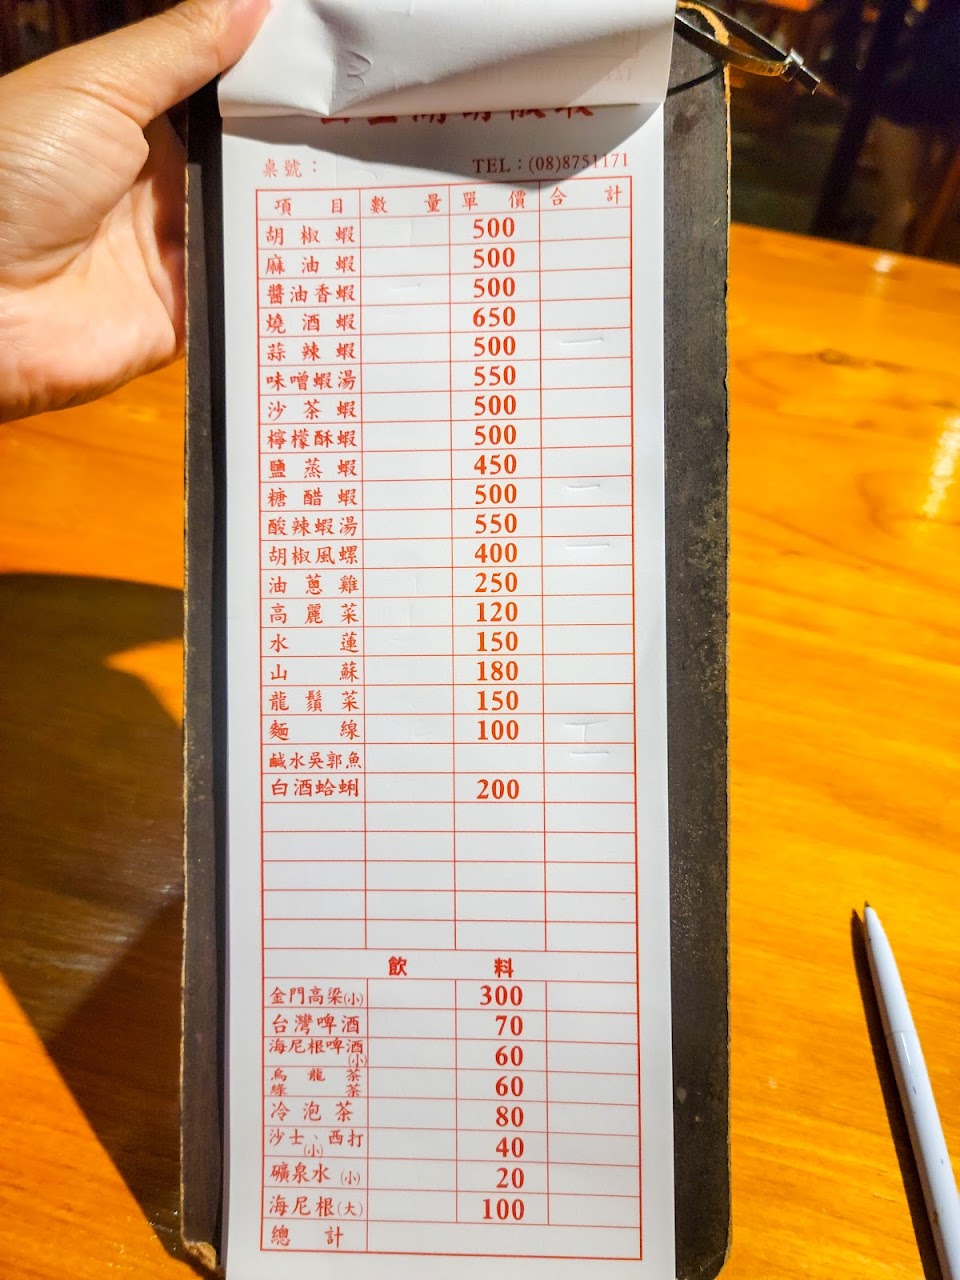 桌號：
TEL：(08)8751171
項目 數量 單價 合計
胡椒蝦 500
麻油蝦 500
醬油香蝦 500
燒酒蝦 650
蒜辣蝦 500
味噌蝦湯 550
沙茶蝦 500
檸檬酥蝦 500
鹽蒸蝦 450
糖醋蝦 500
酸辣蝦湯 550
胡椒風螺 400
油蔥雞 250
高麗菜 120
水蓮 150
山蘇 180
龍鬚菜 150
麵線 100
鹹水吳郭魚
白酒蛤蜊 200
飲料
金門高梁(小) 300
台灣啤酒 70
海尼根啤酒(小) 60
烏龍茶
綠茶 60
冷泡茶 80
沙士、西打(小) 40
礦泉水(小) 20
海尼根(大) 100
總計